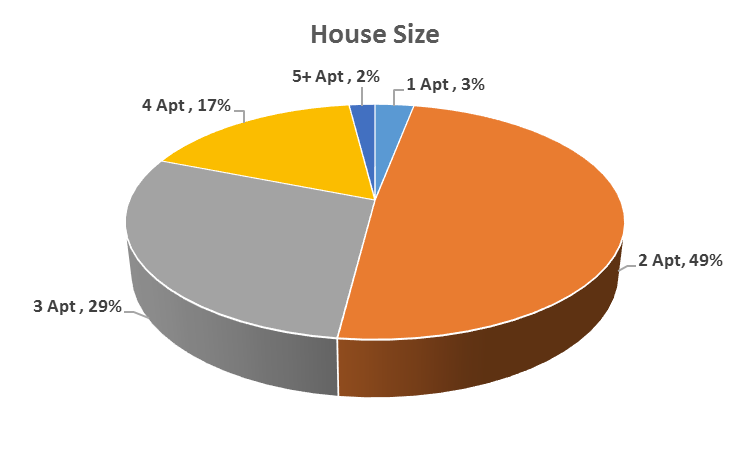 House Size
5+ Apt , 2%
1 Apt , 3%
4 Apt , 17%
2 Apt, 49%
3 Apt , 29%